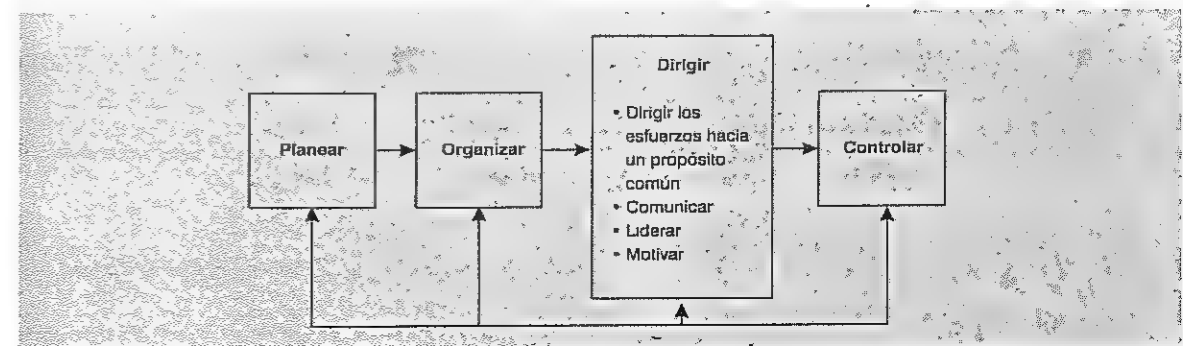 Planear
Organizar
Dirigir
• Dirigir los
esfuerzos hacia
un propósito
común
• Comunicar
• Liderar
• Motivar
Controlar